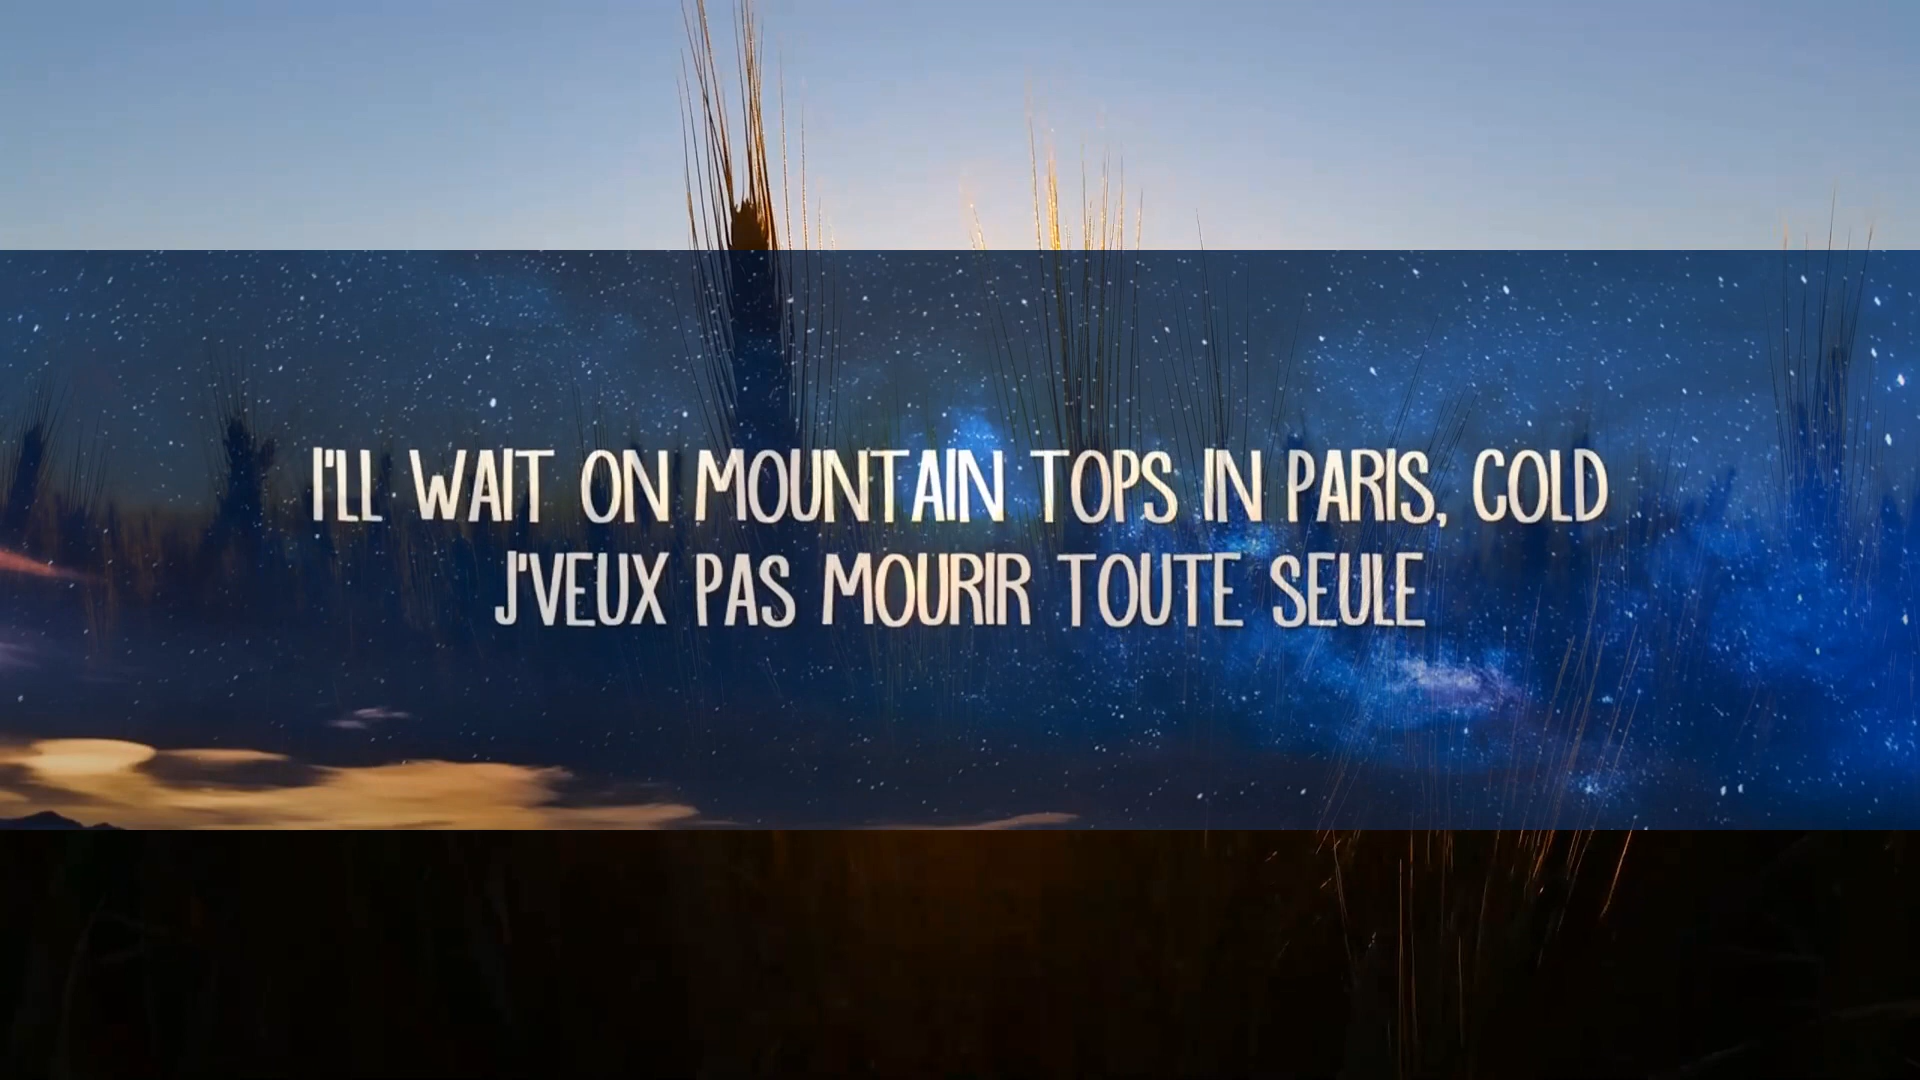 I'LL WAIT ON MOUNTAIN TOPS IN PARIS, COLD
J'VEUX PAS MOURIR TOUTE SEULE